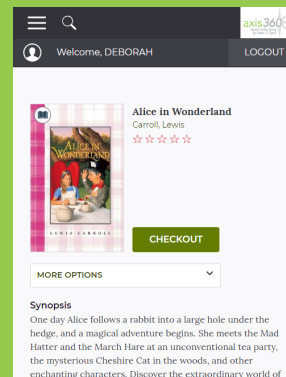 axis360
Welcome, DEBORAH
LOGOUT
Alice in Wonderland
Carroll, Lewis
ALICE IN
WONDERLAND
LEWIS CARROLL
CHECKOUT
MORE OPTIONS
Synopsis
One day Alice follows a rabbit into a large hole under the
hedge, and a magical adventure begins. She meets the Mad
Hatter and the March Hare at an unconventional tea party,
the mysterious Cheshire Cat in the woods, and other
enchanting characters. Discover the extraordinary world of